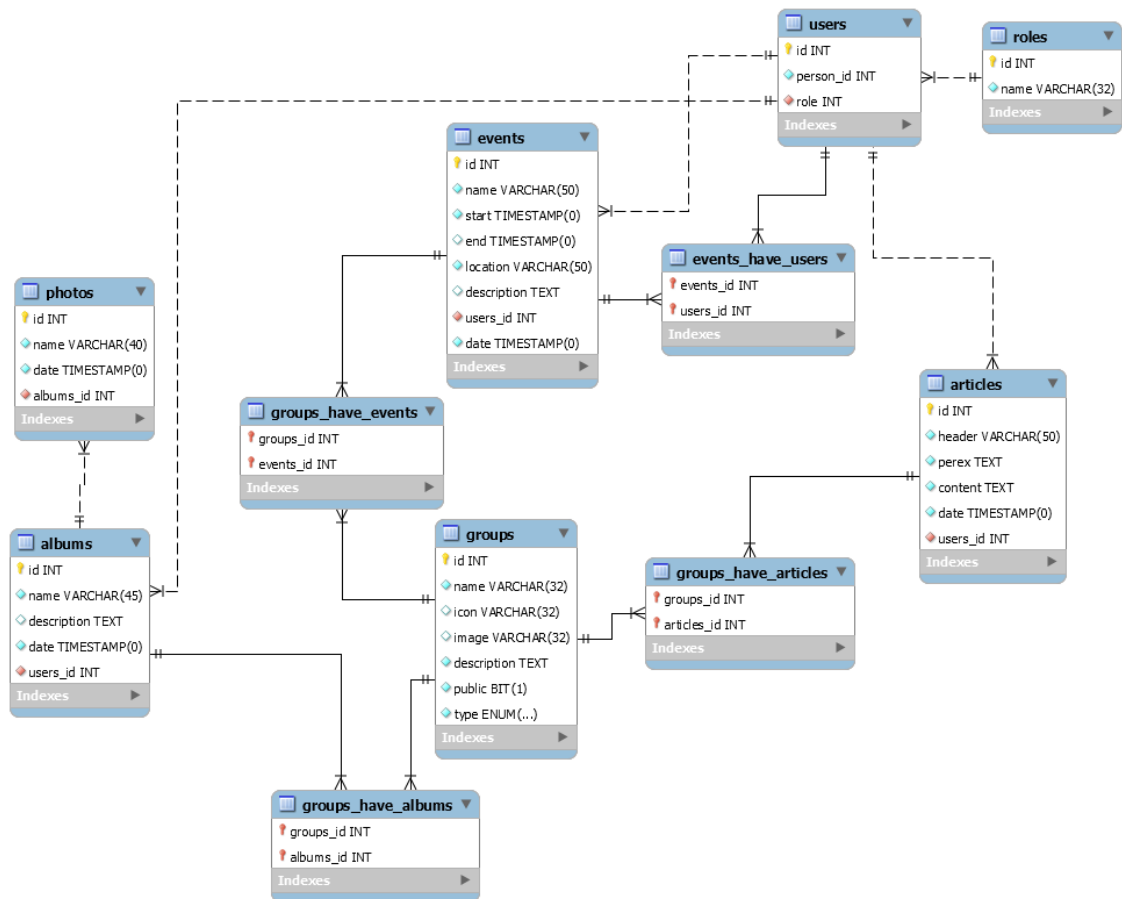 users
id INT
person_id INT
role INT
Indexes
roles
id INT
name VARCHAR(32)
Indexes
events
id INT
name VARCHAR(50)
start TIMESTAMP(0)
end TIMESTAMP(0)
location VARCHAR(50)
description TEXT
users_id INT
date TIMESTAMP(0)
Indexes
events_have_users
events_id INT
users_id INT
Indexes
photos
id INT
name VARCHAR(40)
date TIMESTAMP(0)
albums_id INT
Indexes
groups_have_events
groups_id INT
events_id INT
Indexes
articles
id INT
header VARCHAR(50)
perex TEXT
content TEXT
date TIMESTAMP(0)
users_id INT
Indexes
albums
id INT
name VARCHAR(45)
description TEXT
date TIMESTAMP(0)
users_id INT
Indexes
groups
id INT
name VARCHAR(32)
icon VARCHAR(32)
image VARCHAR(32)
description TEXT
public BIT(1)
type ENUM(...)
Indexes
groups_have_articles
groups_id INT
articles_id INT
Indexes
groups_have_albums
groups_id INT
albums_id INT
Indexes